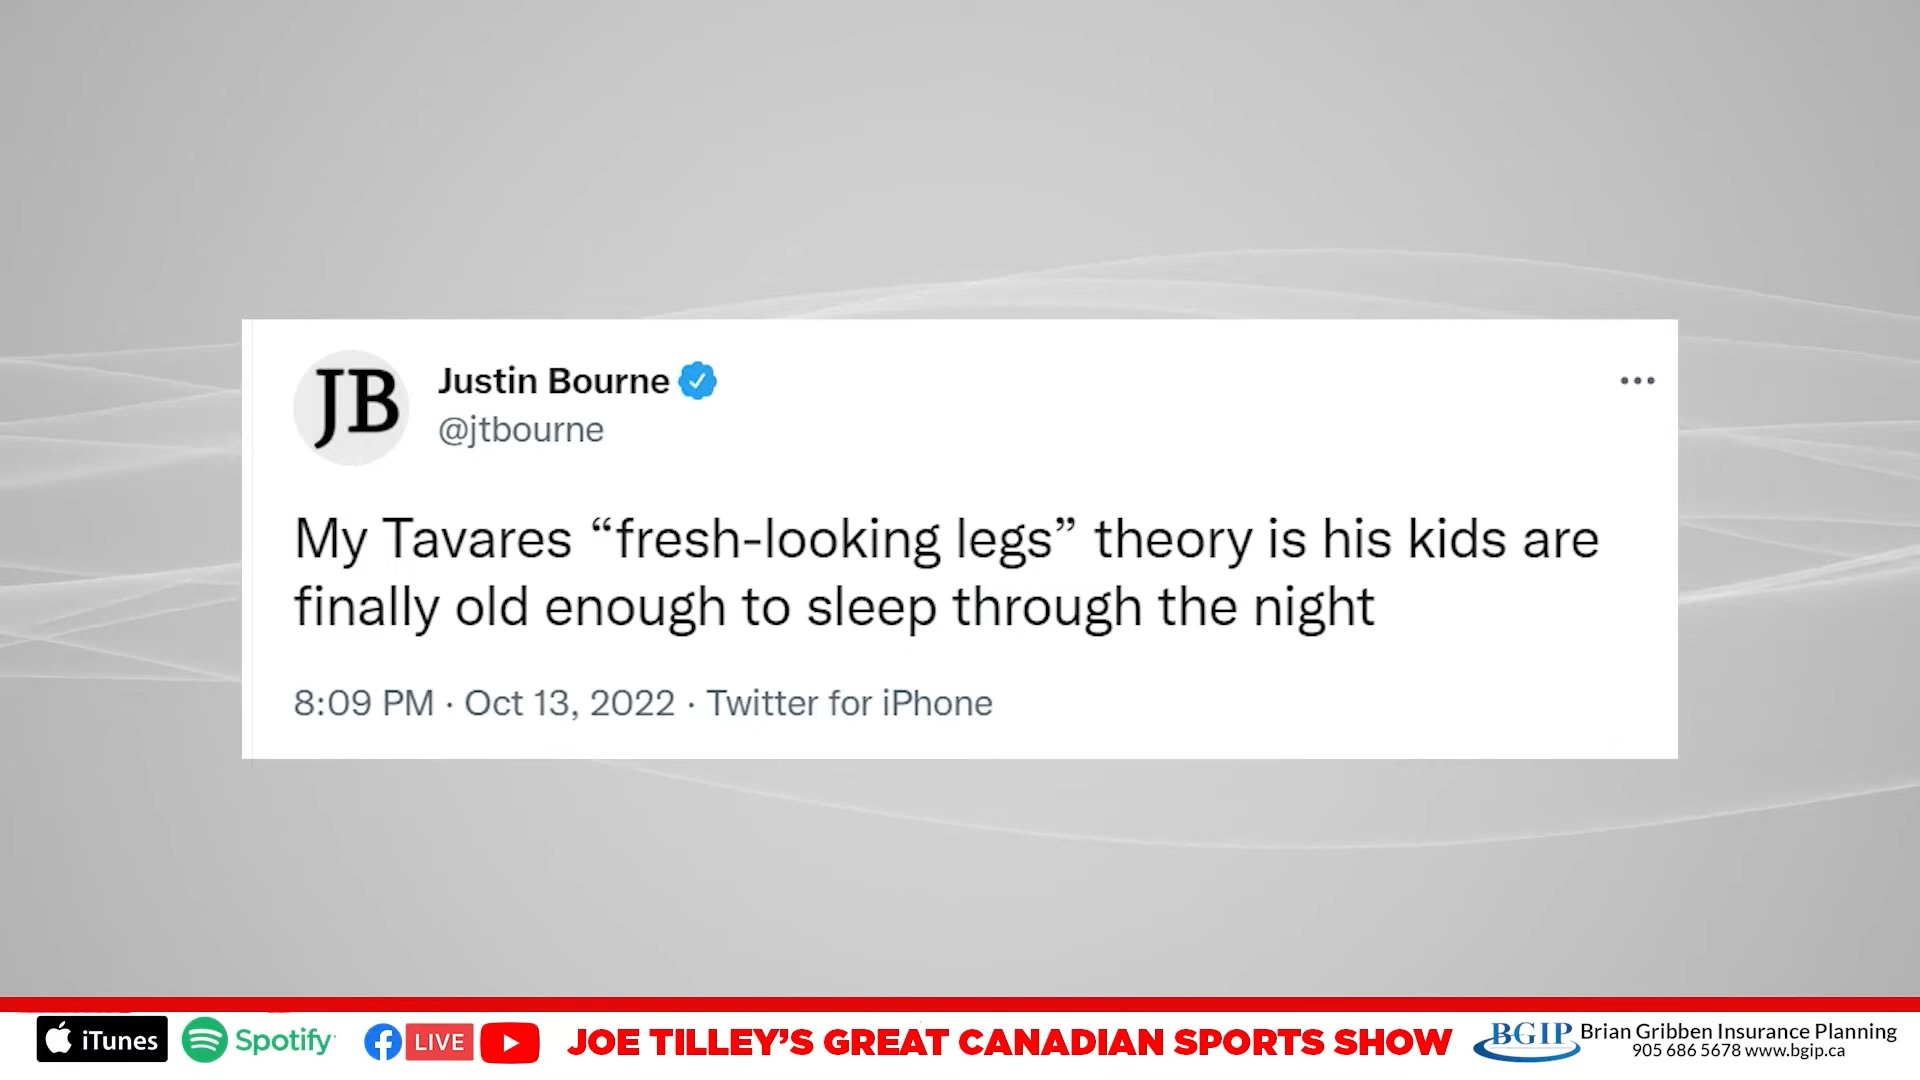 JB
Justin Bourne
@jtbourne
My Tavares “fresh-looking legs” theory is his kids are
finally old enough to sleep through the night
8:09 PM · Oct 13, 2022 · Twitter for iPhone
iTunes
Spotify
LIVE
JOE TILLEY’S GREAT CANADIAN SPORTS SHOW
BGIP
Brian Gribben Insurance Planning
905 686 5678 www.bgip.ca